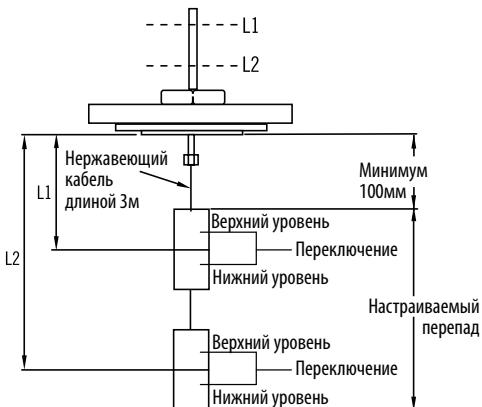 L1
L2
Нержавеющий
кабель
длиной 3м
Минимум
100мм
L1
Верхний уровень
Переключение
L2
Нижний уровень
Настраиваемый
перепад
Верхний уровень
Переключение
Нижний уровень